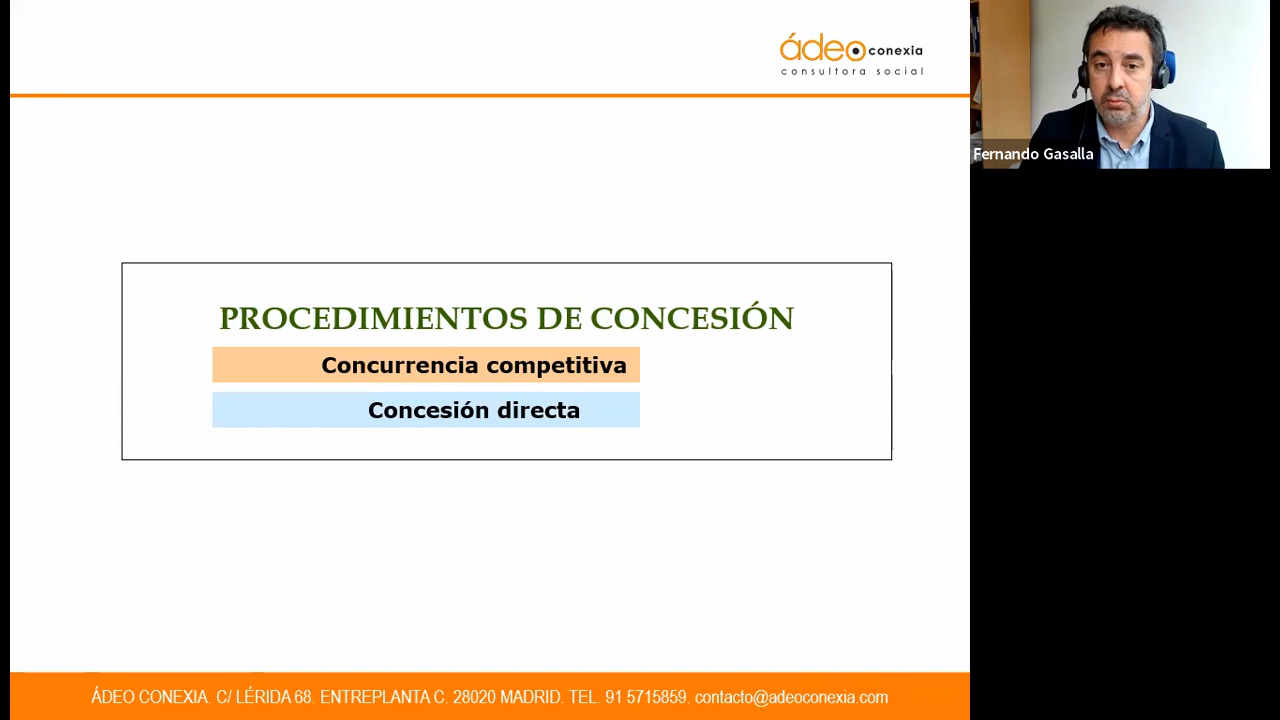 ádeo conexia
consultora social
Fernando Gasalla
PROCEDIMIENTOS DE CONCESIÓN
Concurrencia competitiva
Concesión directa
ÁDEO CONEXIA. C/ LÉRIDA 68. ENTREPLANTA C. 28020 MADRID. TEL. 91 5715859. contacto@adeoconexia.com